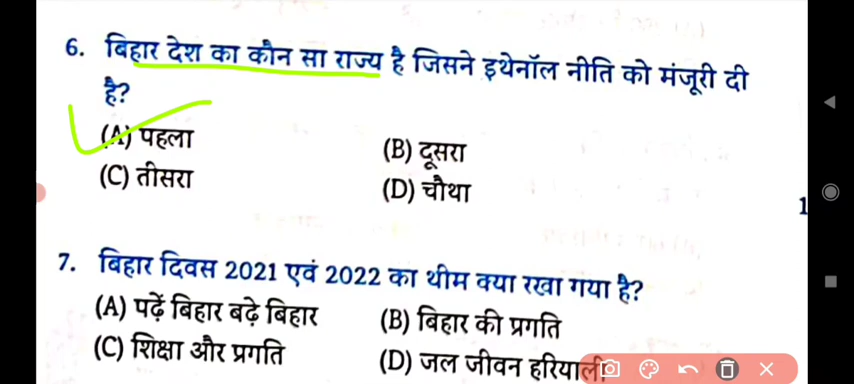 6. बिहार देश का कौन सा राज्य है जिसने इथेनॉल नीति को मंजूरी दी
है?
(A) पहला
(B) दूसरा
(C) तीसरा
(D) चौथा
1
7. बिहार दिवस 2021 एवं 2022 का थीम क्या रखा गया है?
(A) पढ़ें बिहार बढ़े बिहार
(B) बिहार की प्रगति
(C) शिक्षा और प्रगति
(D) जल जीवन हरियाली